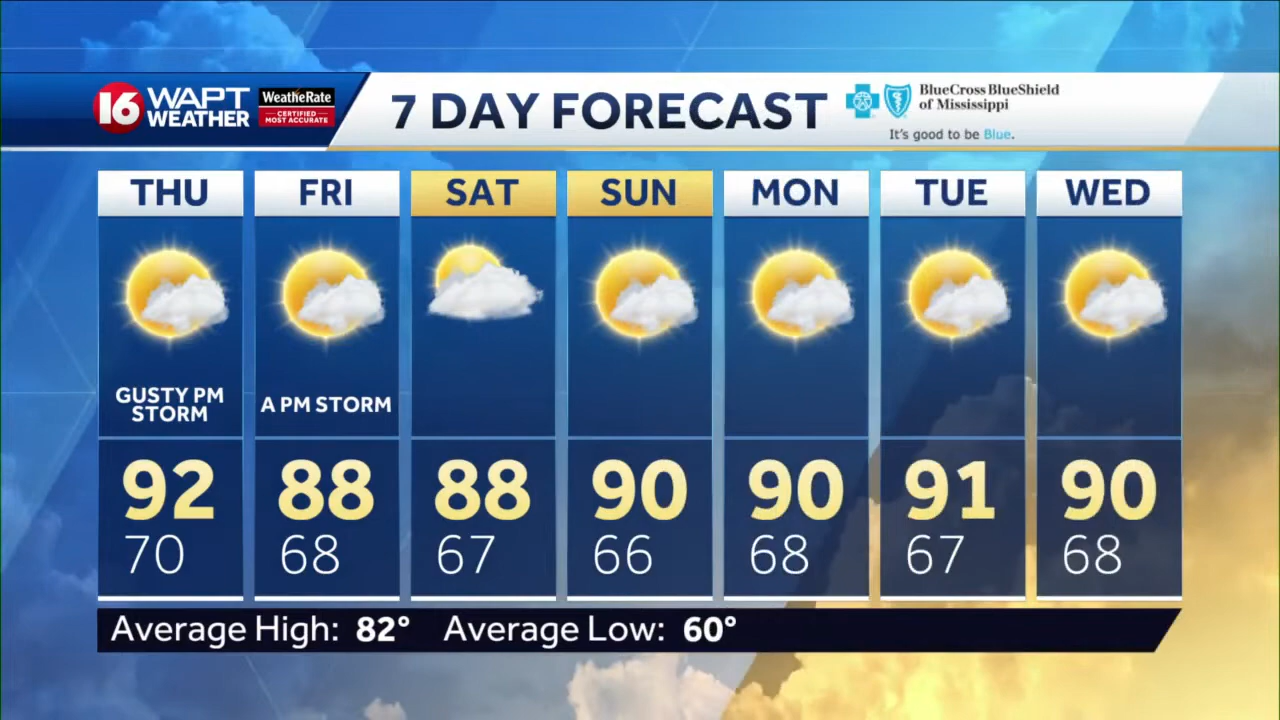 16 WAPT WEATHER
WeatheRate
CERTIFIED
MOST ACCURATE
7 DAY FORECAST
BlueCross BlueShield
of Mississippi
It's good to be Blue.
THU FRI SAT SUN MON TUE WED
GUSTY PM
STORM
A PM STORM
92 88 88 90 90 91 90
70 68 67 66 68 67 68
Average High: 82° Average Low: 60°